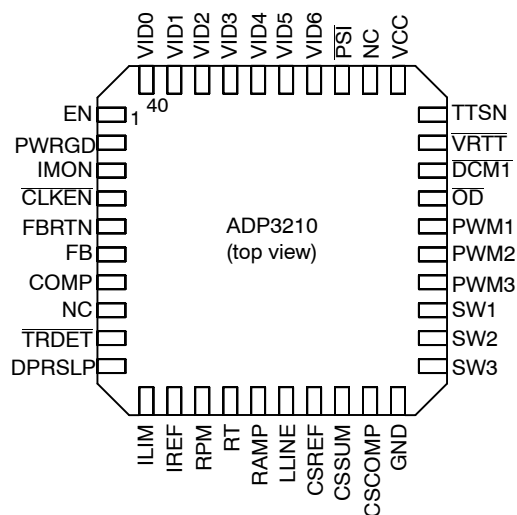 VID0
VID1
VID2
VID3
VID4
VID5
VID6
PSI
NC
VCC
EN
PWRGD
IMON
CLKEN
FBRTN
FB
COMP
NC
TRDET
DPRSLP
1
40
ADP3210
(top view)
TTSN
VRTT
DCM1
OD
PWM1
PWM2
PWM3
SW1
SW2
SW3
ILIM
IREF
RPM
RT
RAMP
LLINE
CSREF
CSSUM
CSCOMP
GND